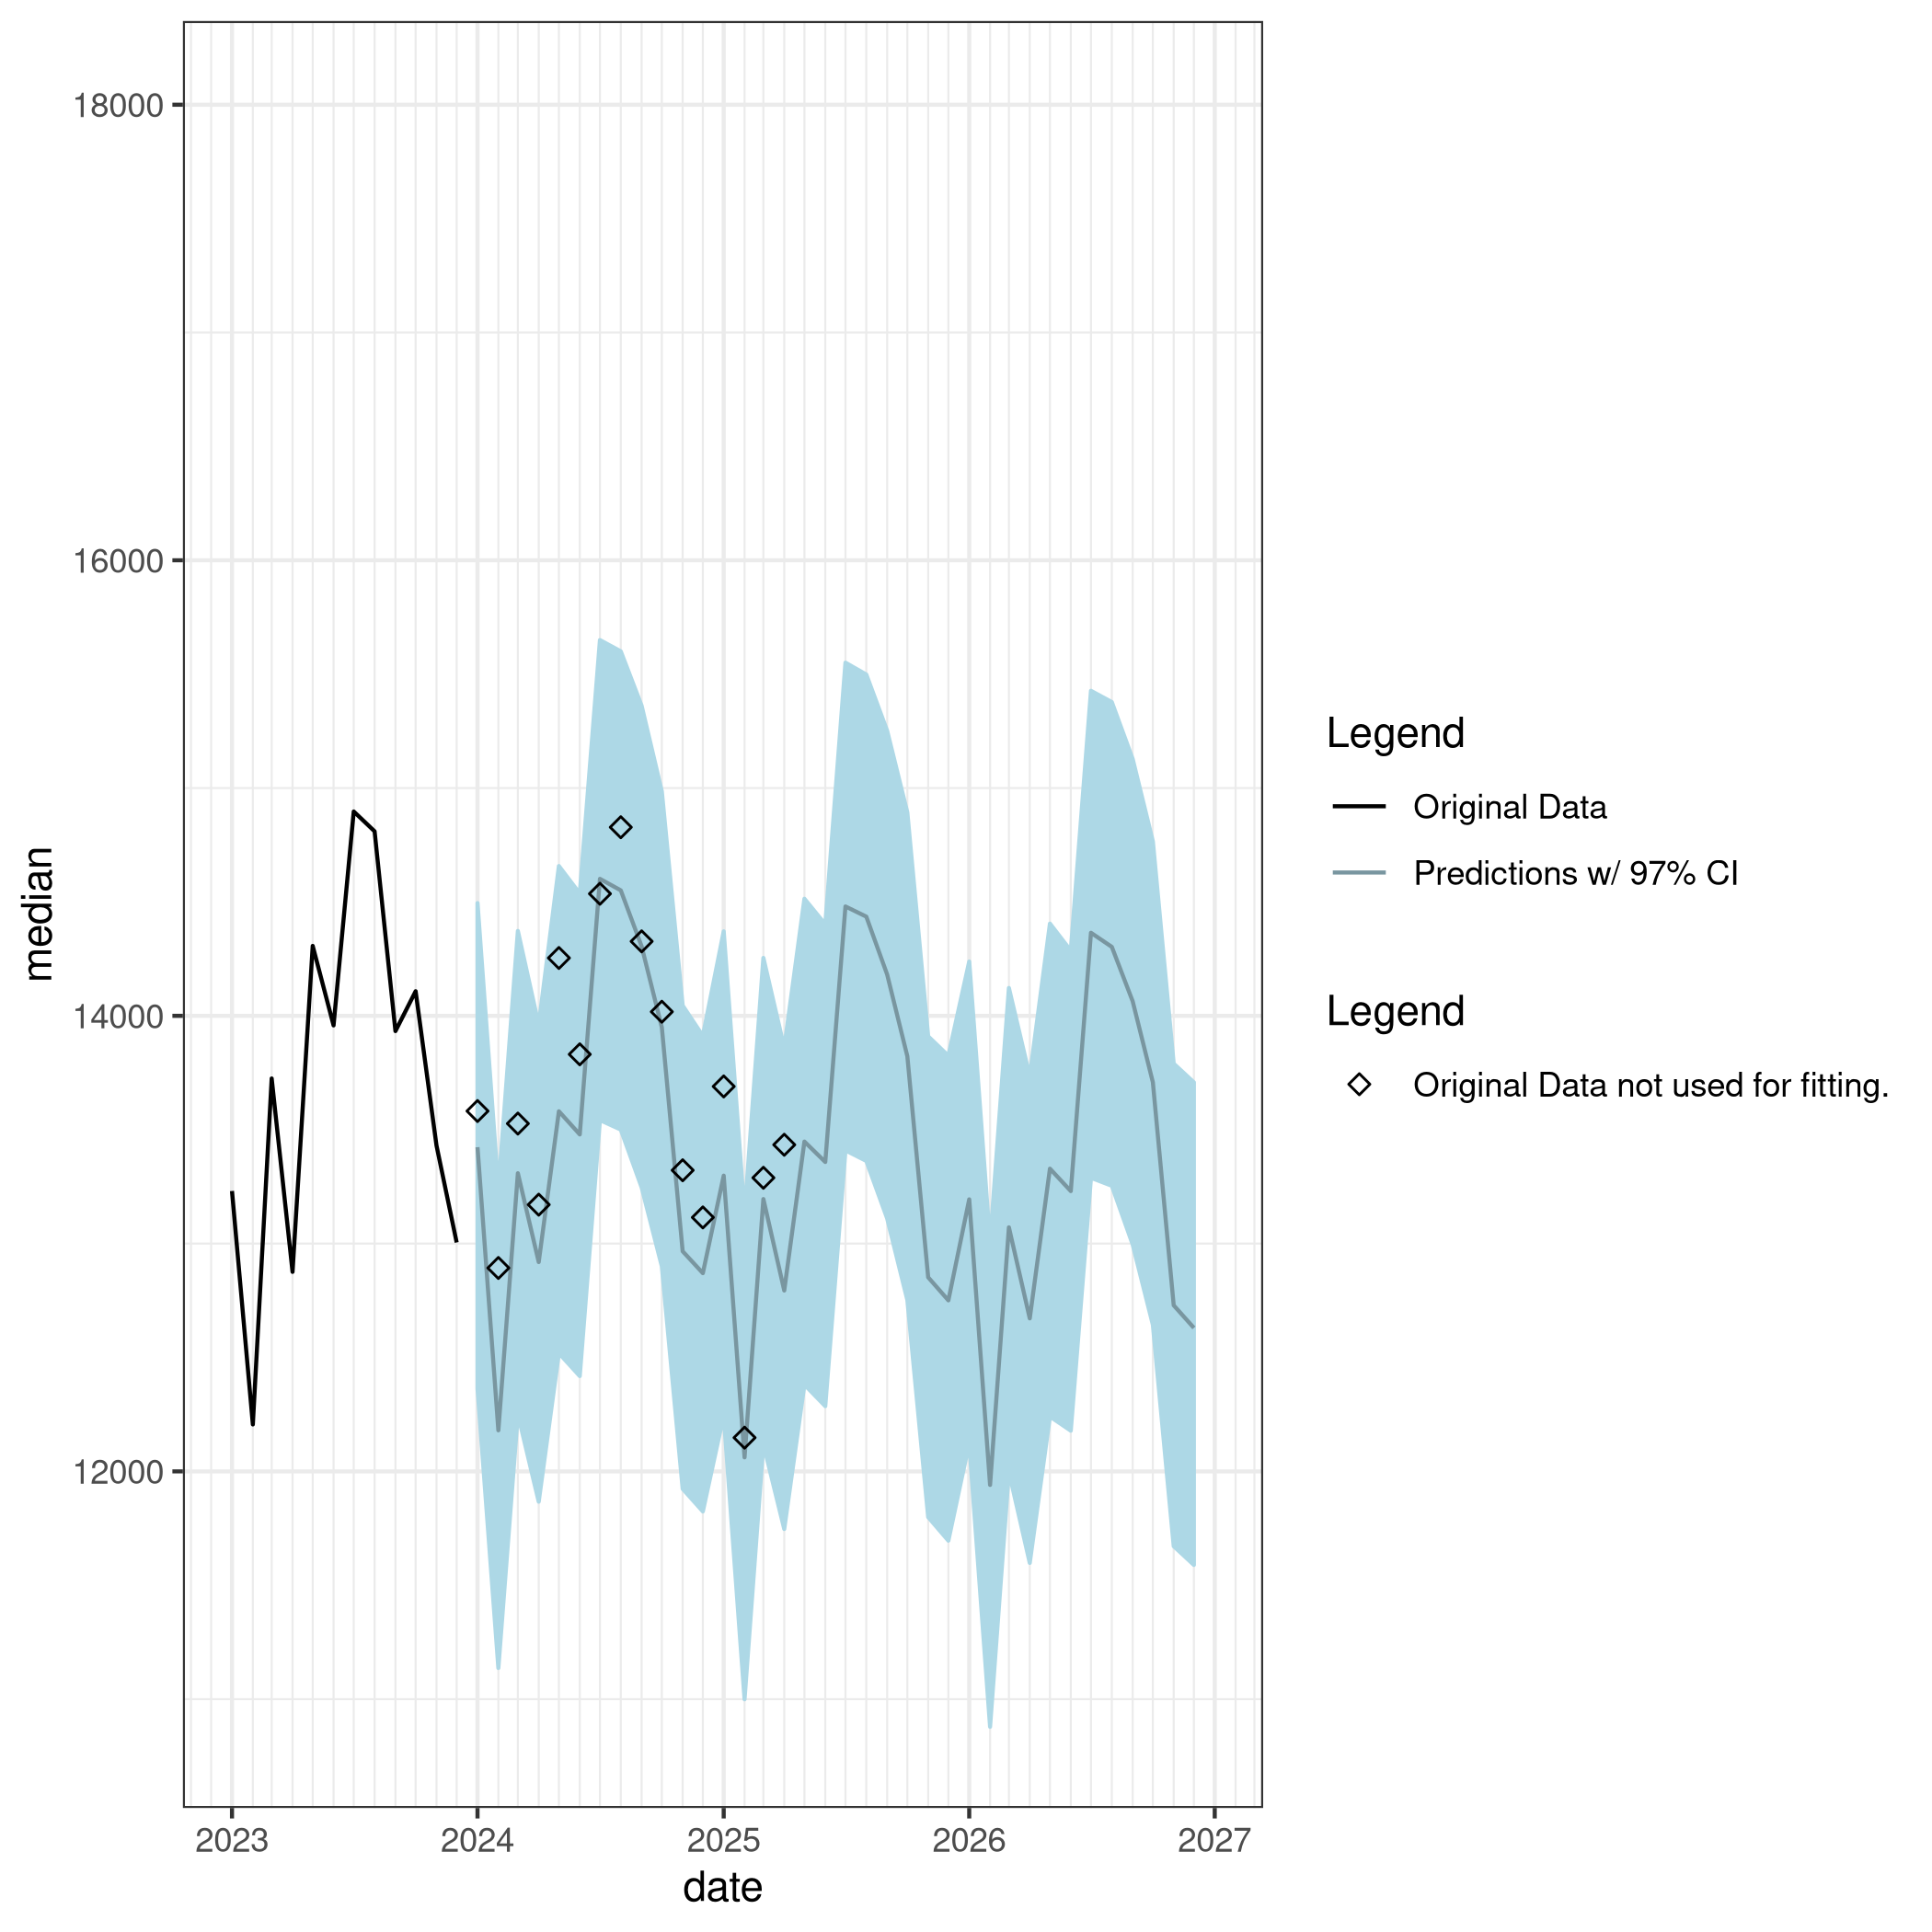 18000
16000
14000
12000
median
2023
2024
2025
2026
2027
date
Legend
Original Data
Predictions w/ 97% CI
Legend
Original Data not used for fitting.